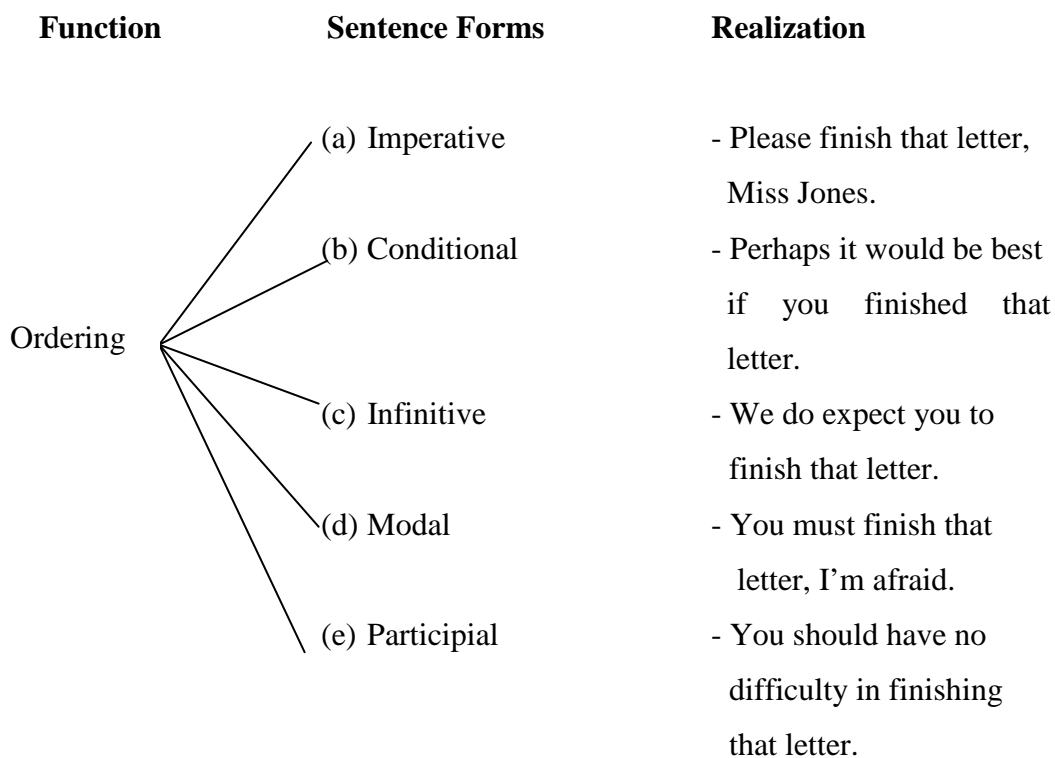 Function Sentence Forms Realization
(a) Imperative - Please finish that letter,
Miss Jones.
(b) Conditional - Perhaps it would be best
if you finished that
Ordering
letter.
(c) Infinitive - We do expect you to
finish that letter.
(d) Modal - You must finish that
letter, I’m afraid.
(e) Participial - You should have no
difficulty in finishing
that letter.